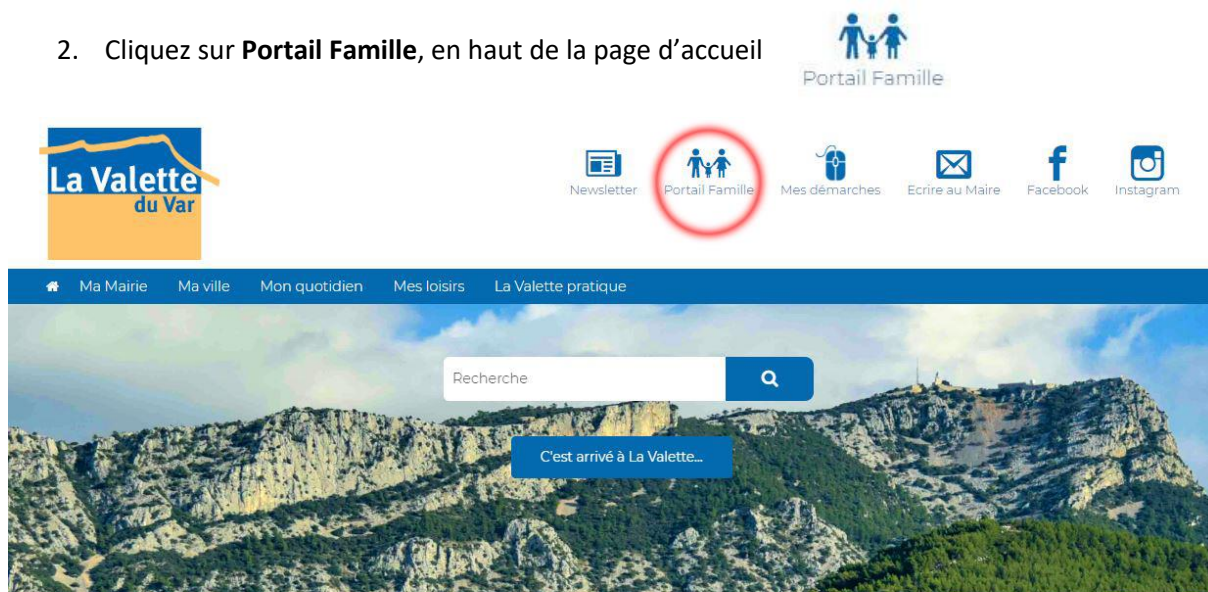 2. Cliquez sur Portail Famille, en haut de la page d’accueil
Portail Famille
La Valette
du Var
Newsletter
Portail Famille
Mes démarches
Ecrire au Maire
Facebook
Instagram
Ma Mairie
Ma ville
Mon quotidien
Mes loisirs
La Valette pratique
Recherche
C'est arrivé à La Valette...